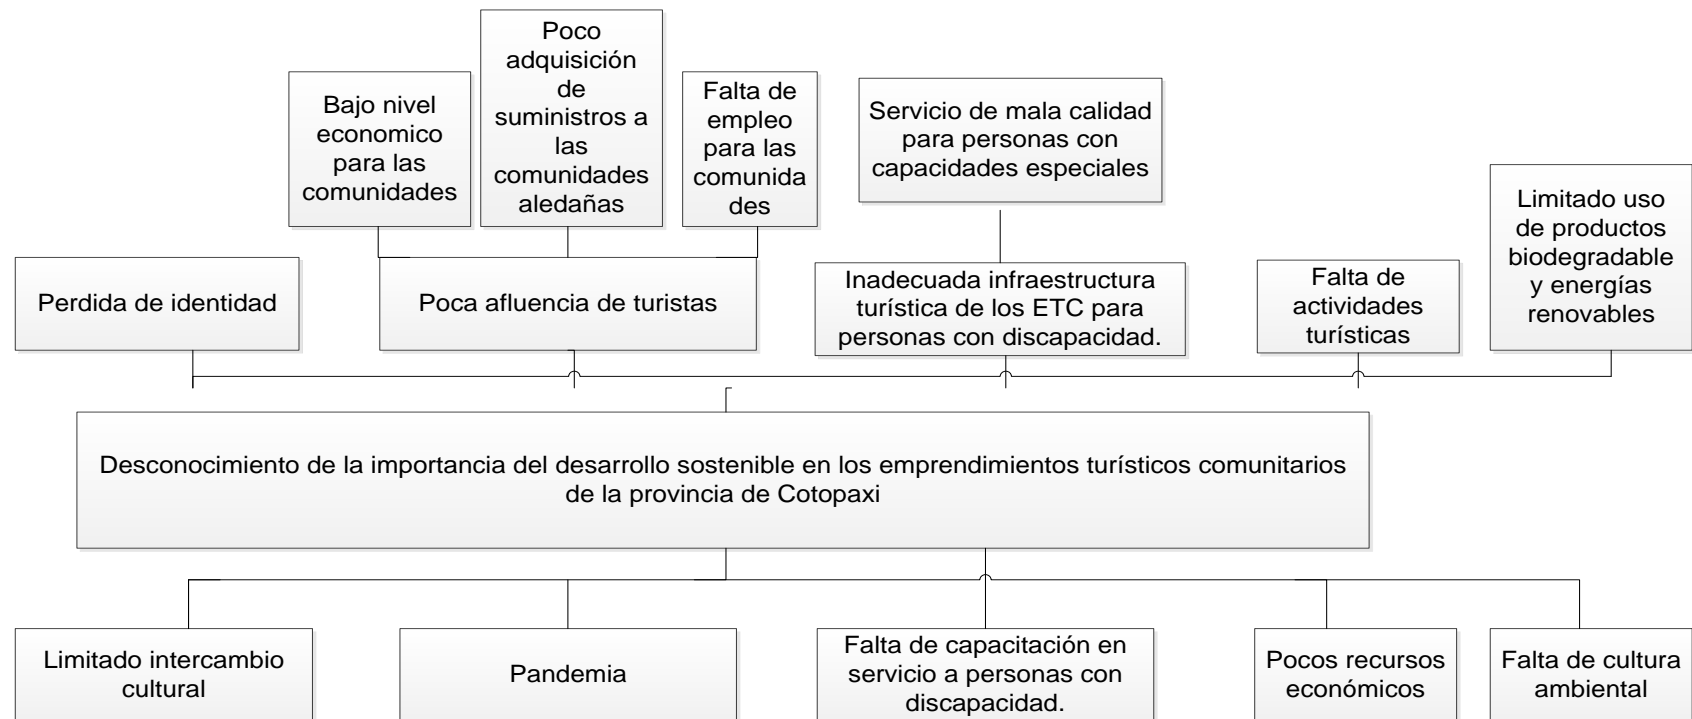 Poco
adquisición
de
suministros a
las
comunidades
aledañas
Bajo nivel
economico
para las
comunidades
Falta de
empleo
para las
comunida
des
Servicio de mala calidad
para personas con
capacidades especiales
Limitado uso
de productos
biodegradable
y energías
renovables
Perdida de identidad
Poca afluencia de turistas
Inadecuada infraestructura
turística de los ETC para
personas con discapacidad.
Falta de
actividades
turísticas
Desconocimiento de la importancia del desarrollo sostenible en los emprendimientos turísticos comunitarios
de la provincia de Cotopaxi
Limitado intercambio
cultural
Pandemia
Falta de capacitación en
servicio a personas con
discapacidad.
Pocos recursos
económicos
Falta de cultura
ambiental